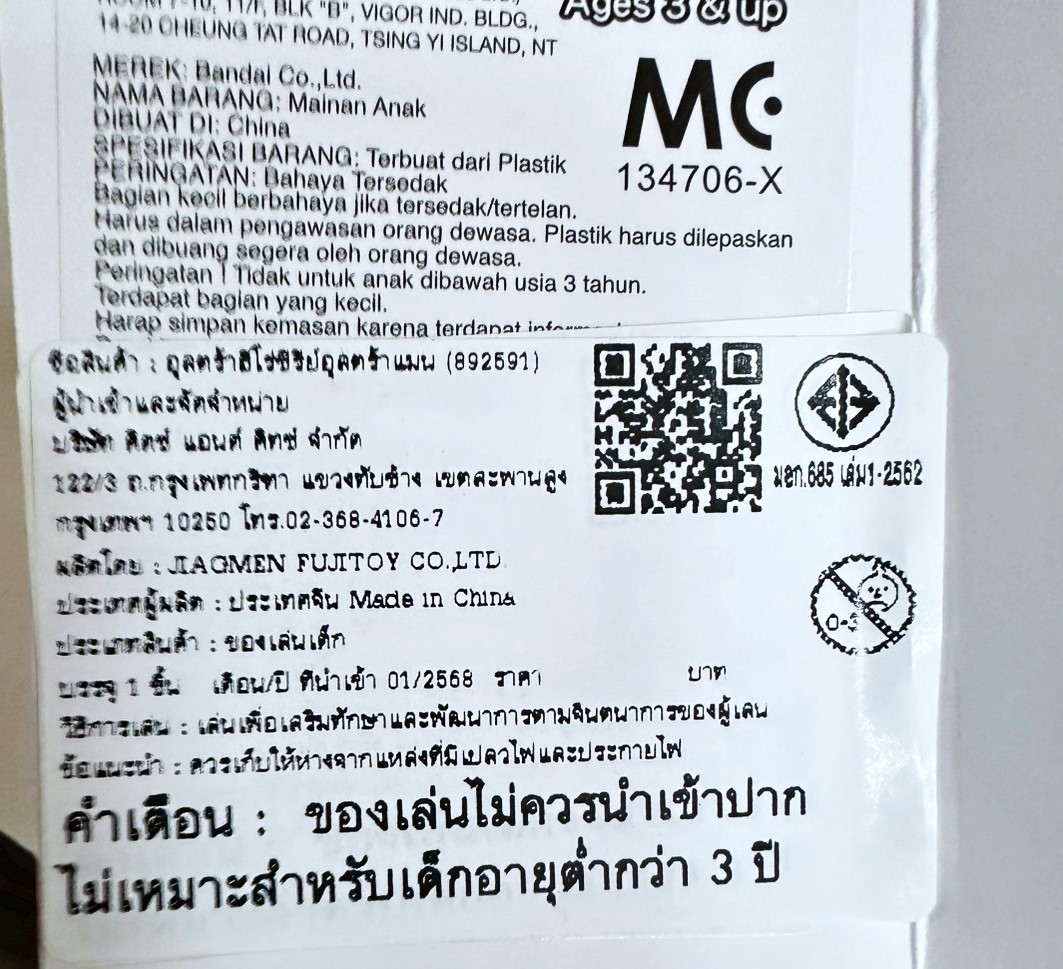 ROOM 7-10, 11/F, BLK "B", VIGOR IND. BLDG.,
Ages 3 & up
14-20 CHEUNG TAT ROAD, TSING YI ISLAND, NT
MEREK: Bandai Co.,Ltd.
NAMA BARANG: Mainan Anak
DIBUAT DI: China
SPESIFIKASI BARANG: Terbuat dari Plastik
PERINGATAN: Bahaya Tersedak
Bagian kecil berbahaya jika tersedak/tertelan.
Harus dalam pengawasan orang dewasa. Plastik harus dilepaskan
dan dibuang segera oleh orang dewasa.
Peringatan ! Tidak untuk anak dibawah usia 3 tahun.
Terdapat bagian yang kecil.
Harap simpan kemasan karena terdapat
MC
134706-X
ชื่อสินค้า : อุลตร้าฮีโร่ซีรีย์อุลตร้าแมน (892591)
ผู้นำเข้าและจัดจำหน่าย
บริษัท คิตซ์ แอนด์ คิทซ์ จำกัด
122/3 ถ.กรุงเทพกรีฑา แขวงทับช้าง เขตสะพานสูง
กรุงเทพฯ 10250 โทร.02-368-4106-7
ผลิตโดย : JIAGMEN FUJITOY CO.,LTD.
ประเทศผู้ผลิต : ประเทศจีน Made in China
ประเภทสินค้า : ของเล่นเด็ก
บรรจุ 1 ชิ้น เดือน/ปี ที่นำเข้า 01/2568 ราคา บาท
วิธีการเล่น : เล่นเพื่อเสริมทักษาและพัฒนาการตามจินตนาการของผู้เล่น
ข้อแนะนำ : ควรเก็บให้ห่างจากแหล่งที่มีเปลวไฟและประกายไฟ
คำเตือน : ของเล่นไม่ควรนำเข้าปาก
ไม่เหมาะสำหรับเด็กอายุต่ำกว่า 3 ปี
มอก.685 เล่ม1-2562
0-3